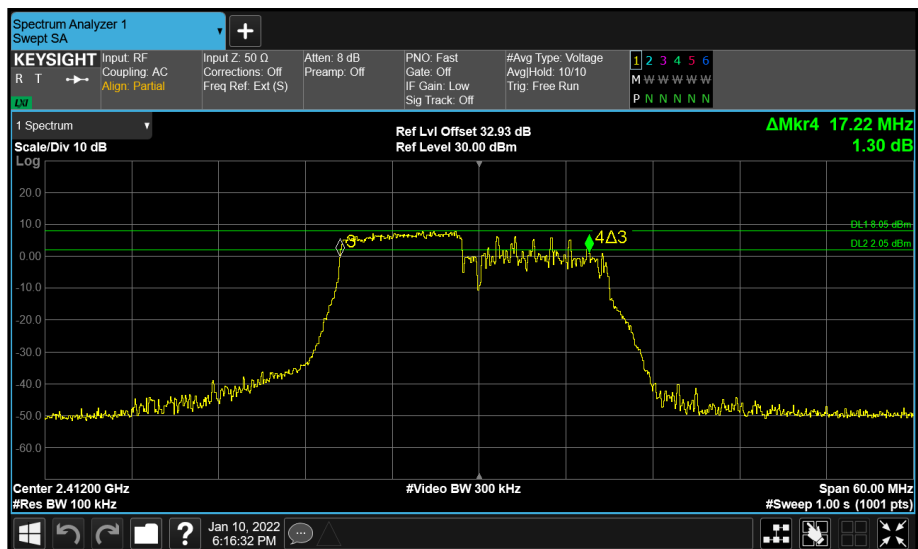 Spectrum Analyzer 1
Swept SA
+
KEYSIGHT
R T
LXI
Input: RF
Coupling: AC
Align: Partial
Input Z: 50 Ω
Corrections: Off
Freq Ref: Ext (S)
Atten: 8 dB
Preamp: Off
PNO: Fast
Gate: Off
IF Gain: Low
Sig Track: Off
#Avg Type: Voltage
Avg|Hold: 10/10
Trig: Free Run
1 2 3 4 5 6
M W W W W W
P N N N N N
1 Spectrum
Scale/Div 10 dB
Ref Lvl Offset 32.93 dB
Ref Level 30.00 dBm
ΔMkr4 17.22 MHz
1.30 dB
Log
20.0
10.0
0.00
-10.0
-20.0
-30.0
-40.0
-50.0
-60.0
DL1 8.05 dBm
DL2 2.05 dBm
3
4Δ3
Center 2.41200 GHz
#Res BW 100 kHz
#Video BW 300 kHz
Span 60.00 MHz
#Sweep 1.00 s (1001 pts)
?
Jan 10, 2022
6:16:32 PM